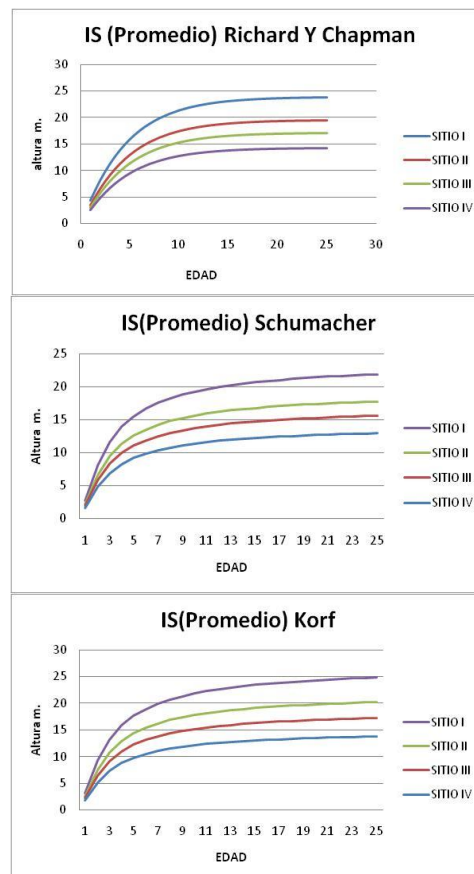 IS (Promedio) Richard Y Chapman
30
25
20
15
10
5
0
altura m.
0 5 10 15 20 25 30
EDAD
SITIO I
SITIO II
SITIO III
SITIO IV
IS(Promedio) Schumacher
25
20
15
10
5
0
Altura m.
1 3 5 7 9 11 13 15 17 19 21 23 25
EDAD
SITIO I
SITIO II
SITIO III
SITIO IV
IS(Promedio) Korf
30
25
20
15
10
5
0
Altura m.
1 3 5 7 9 11 13 15 17 19 21 23 25
EDAD
SITIO I
SITIO II
SITIO III
SITIO IV